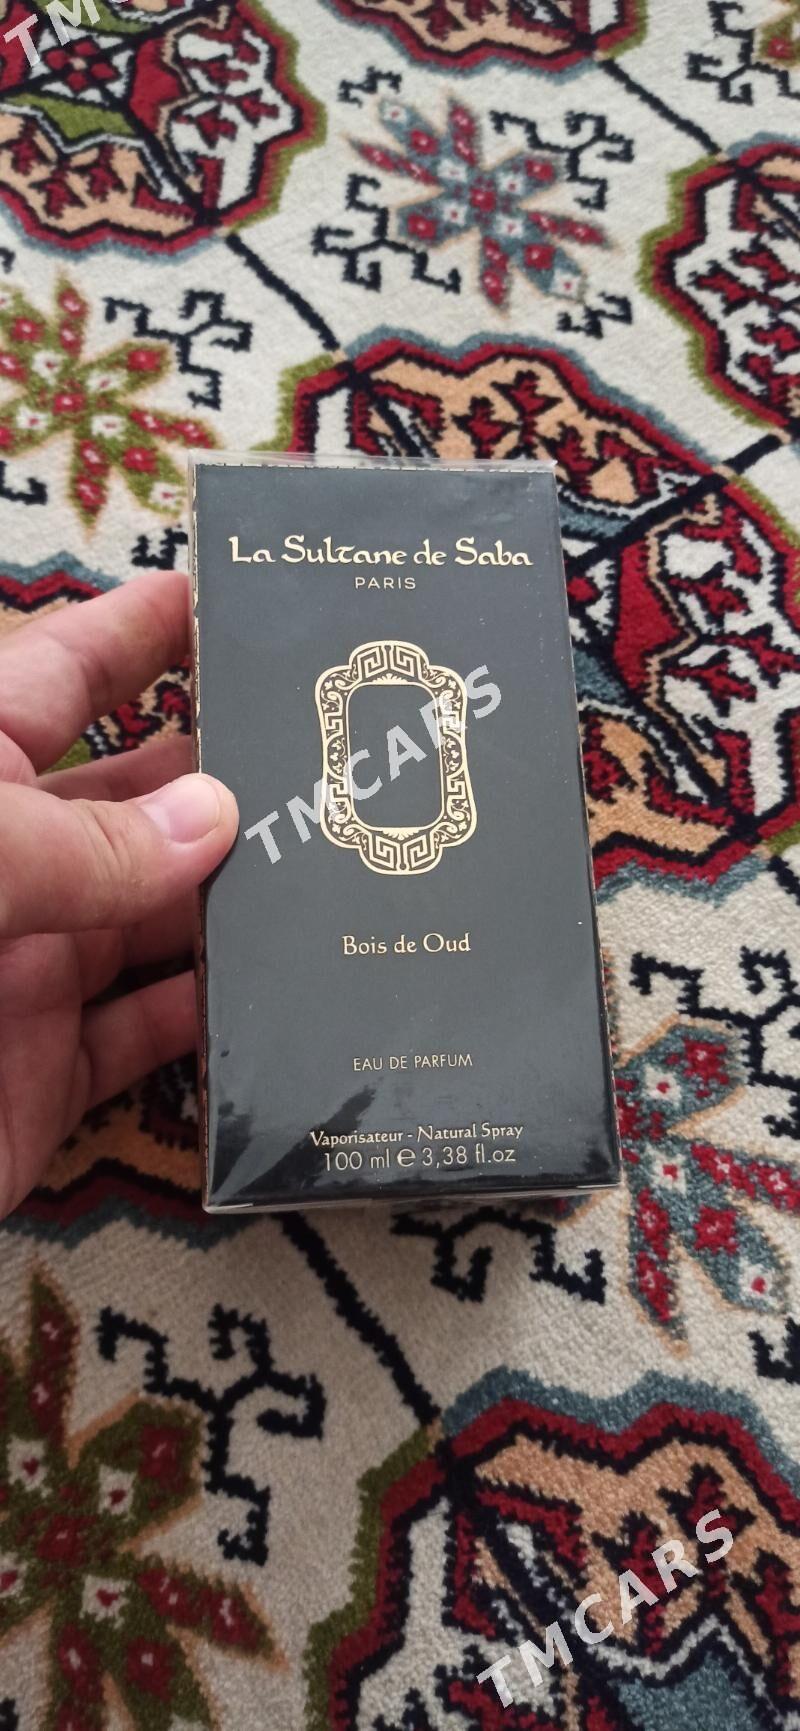 TMCARS
La Sultane de Saba
PARIS
TMCARS
Bois de Oud
EAU DE PARFUM
Vaporisateur - Natural Spray
100 ml e 3,38 fl.oz
TMCARS